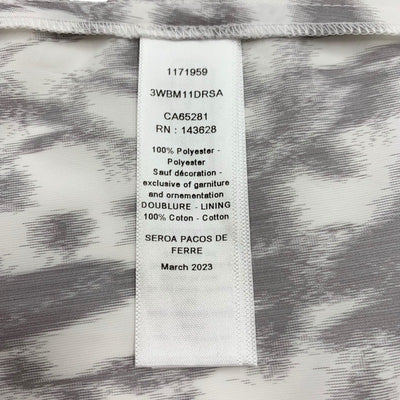 1171959
3WBM11DRSA
CA65281
RN : 143628
100% Polyester -
Polyester
Sauf décoration -
exclusive of garniture
and ornementation
DOUBLURE - LINING
100% Coton - Cotton
SEROA PACOS DE
FERRE
March 2023